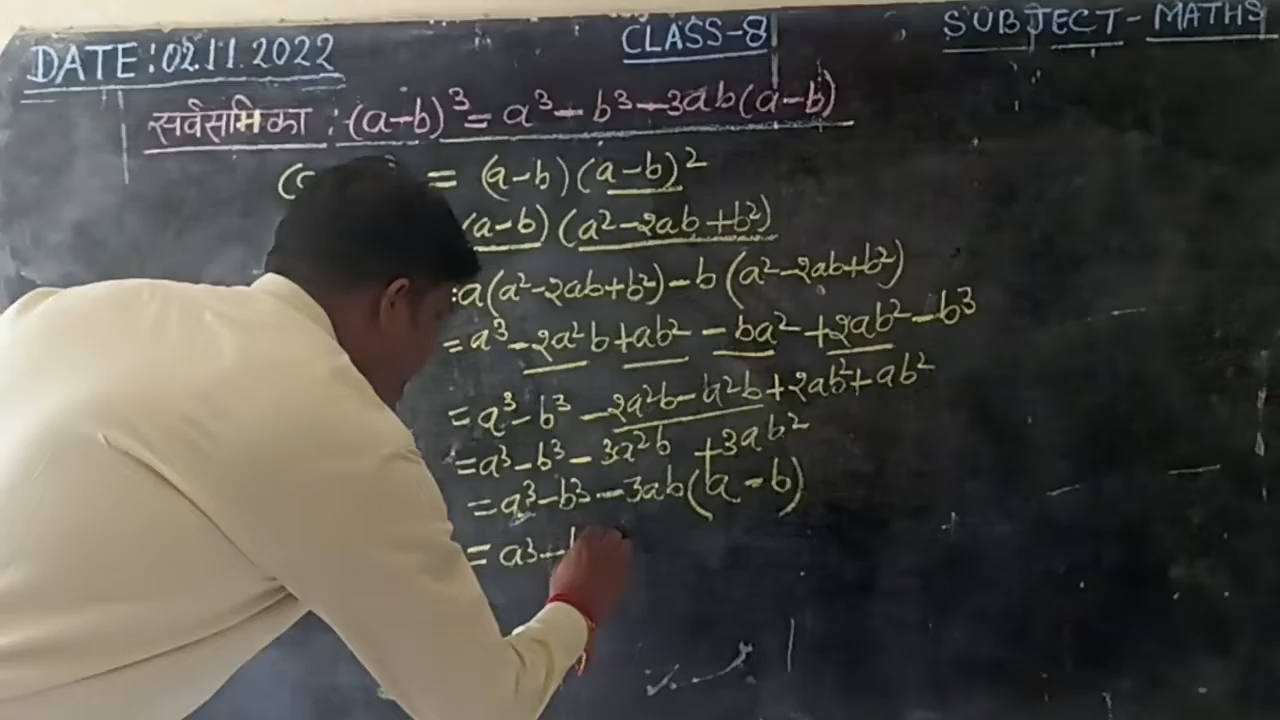 DATE:02.11.2022 CLASS-8 SUBJECT-MATHS
सर्वसमिका : (a-b)³ = a³ - b³ - 3ab(a-b)
= (a-b)(a-b)²
(a-b)(a²-2ab+b²)
a(a²-2ab+b²)-b(a²-2ab+b²)
= a³-2a²b+ab²-ba²+2ab²-b³
= a³-b³-2a²b-a²b+2ab²+ab²
= a³-b³-3a²b+3ab²
= a³-b³-3ab(a-b)
= a³-